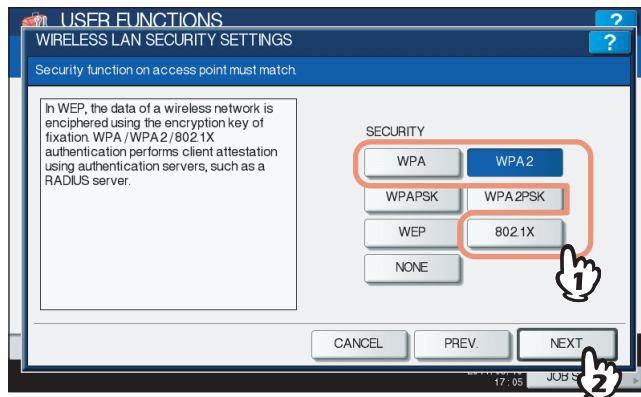 USER FUNCTIONS
?
WIRELESS LAN SECURITY SETTINGS
?
Security function on access point must match.
In WEP, the data of a wireless network is
enciphered using the encryption key of
fixation. WPA/WPA2/802.1X
authentication performs client attestation
using authentication servers, such as a
RADIUS server.
SECURITY
WPA
WPA2
WPAPSK
WPA2PSK
WEP
802.1X
NONE
1
CANCEL
PREV.
NEXT
2
17:05
JOB